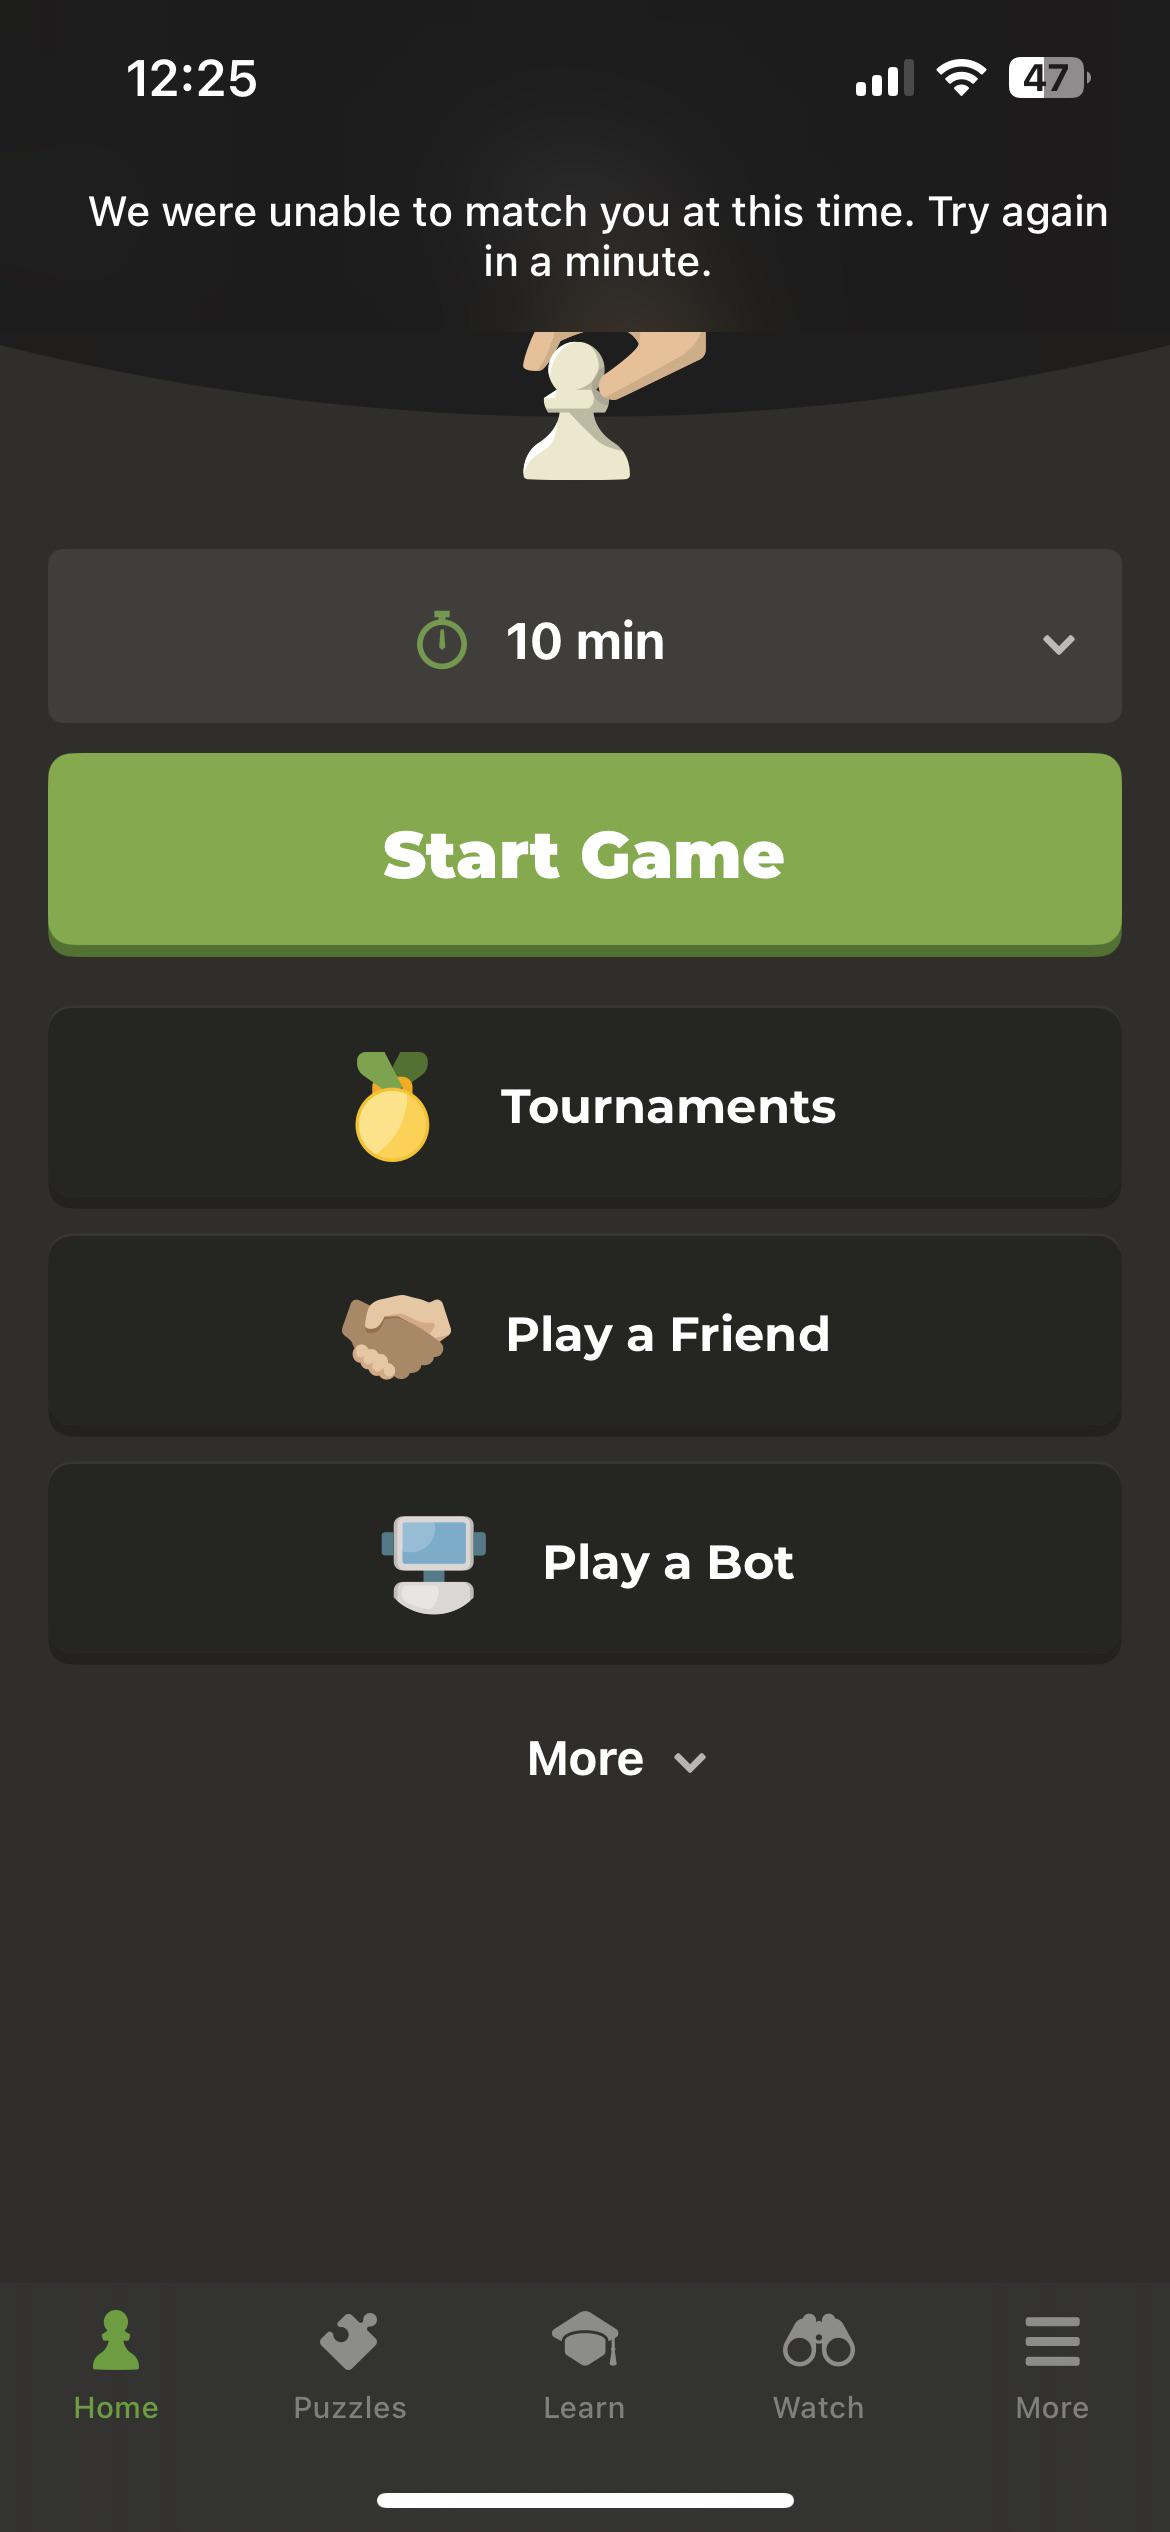 12:25
47
We were unable to match you at this time. Try again
in a minute.
10 min
Start Game
Tournaments
Play a Friend
Play a Bot
More
Home
Puzzles
Learn
Watch
More